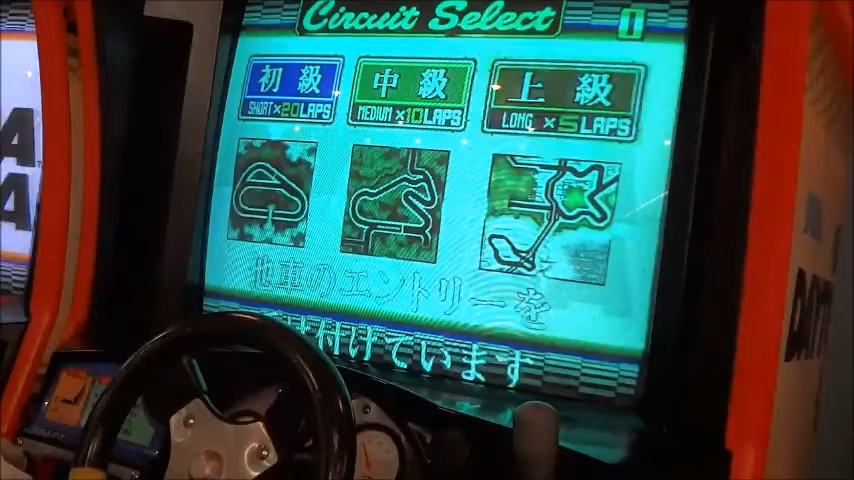 Circuit Select
0
初 級
SHORT×20LAPS
中 級
MEDIUM ×10LAPS
上 級
LONG ×5LAPS
他車のエントリーを
付けています
DAYT